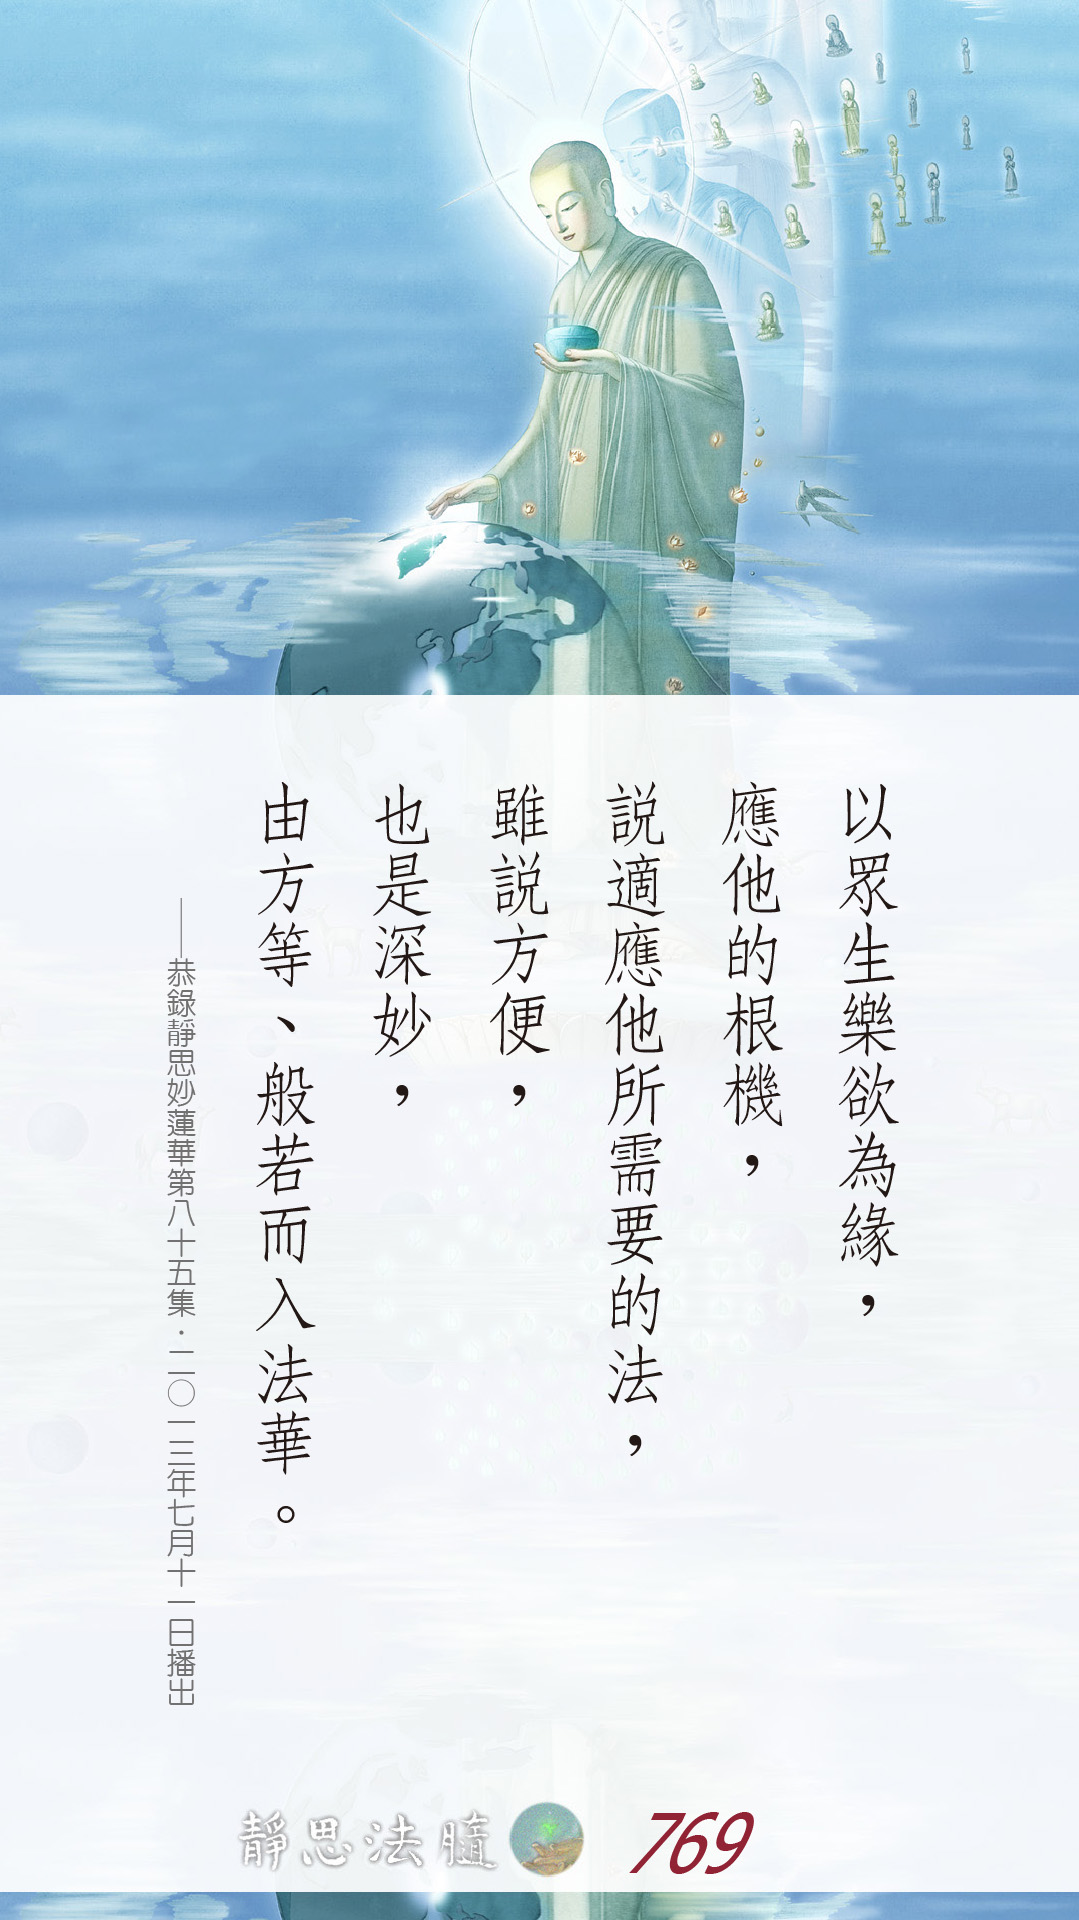 以眾生樂欲為緣，
應他的根機，
説適應他所需要的法，
雖説方便，
也是深妙，
由方等、般若而入法華。
——恭錄靜思妙蓮華第八十五集．二〇一三年七月十一日播出
靜思法髓
769